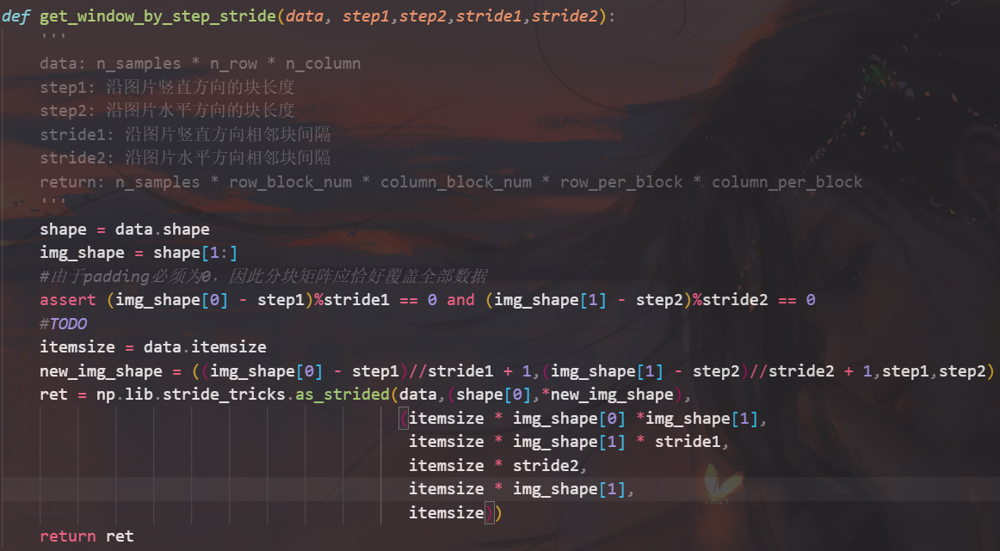 def get_window_by_step_stride(data, step1,step2,stride1,stride2):
    '''
    data: n_samples * n_row * n_column
    step1: 沿图片竖直方向的块长度
    step2: 沿图片水平方向的块长度
    stride1: 沿图片竖直方向相邻块间隔
    stride2: 沿图片水平方向相邻块间隔
    return: n_samples * row_block_num * column_block_num * row_per_block * column_per_block
    '''
    shape = data.shape
    img_shape = shape[1:]
    #由于padding必须为0，因此分块矩阵应恰好覆盖全部数据
    assert (img_shape[0] - step1)%stride1 == 0 and (img_shape[1] - step2)%stride2 == 0
    #TODO
    itemsize = data.itemsize
    new_img_shape = ((img_shape[0] - step1)//stride1 + 1,(img_shape[1] - step2)//stride2 + 1,step1,step2)
    ret = np.lib.stride_tricks.as_strided(data,(shape[0],*new_img_shape),
                                          (itemsize * img_shape[0] *img_shape[1],
                                           itemsize * img_shape[1] * stride1,
                                           itemsize * stride2,
                                           itemsize * img_shape[1],
                                           itemsize))
    return ret